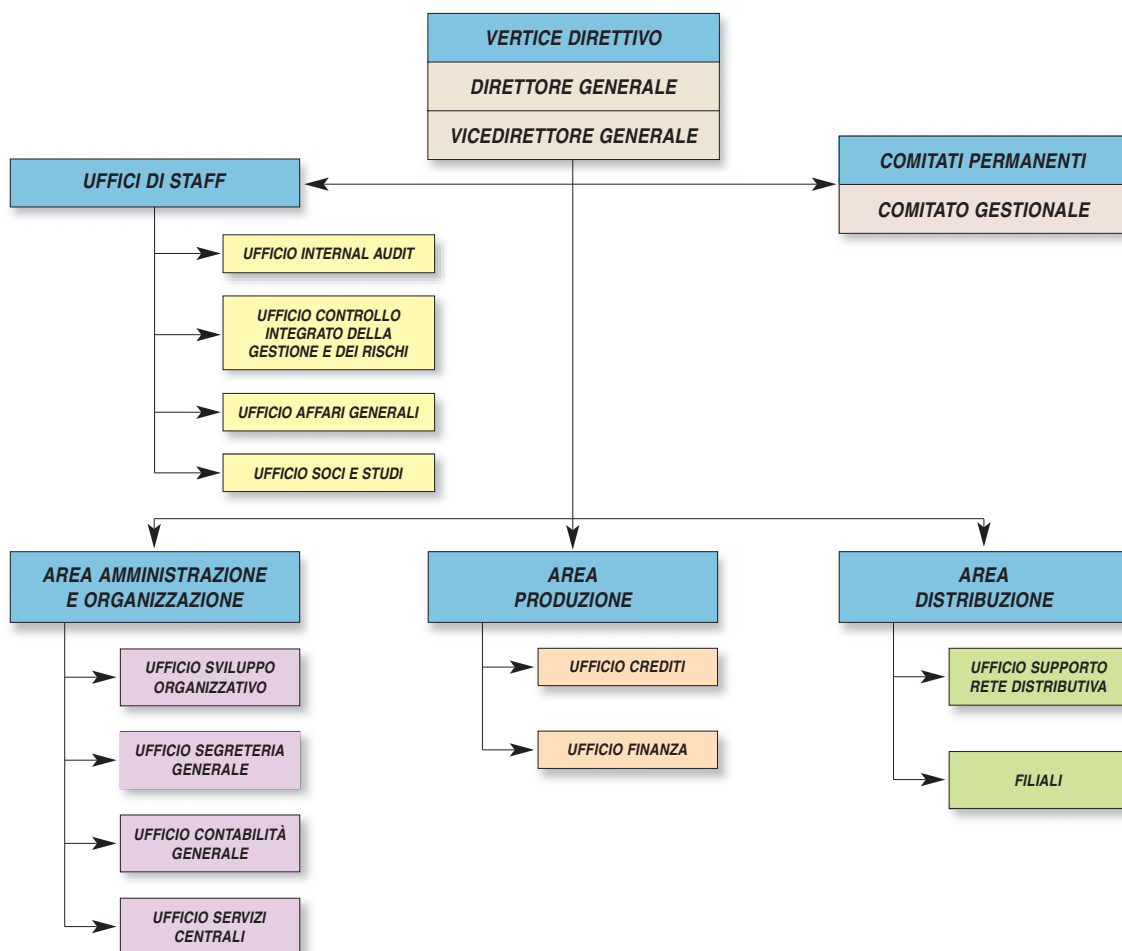 VERTICE DIRETTIVO
DIRETTORE GENERALE
VICEDIRETTORE GENERALE
UFFICI DI STAFF
COMITATI PERMANENTI
COMITATO GESTIONALE
UFFICIO INTERNAL AUDIT
UFFICIO CONTROLLO
INTEGRATO DELLA
GESTIONE E DEI RISCHI
UFFICIO AFFARI GENERALI
UFFICIO SOCI E STUDI
AREA AMMINISTRAZIONE
E ORGANIZZAZIONE
UFFICIO SVILUPPO
ORGANIZZATIVO
UFFICIO SEGRETERIA
GENERALE
UFFICIO CONTABILITÀ
GENERALE
UFFICIO SERVIZI
CENTRALI
AREA
PRODUZIONE
UFFICIO CREDITI
UFFICIO FINANZA
AREA
DISTRIBUZIONE
UFFICIO SUPPORTO
RETE DISTRIBUTIVA
FILIALI